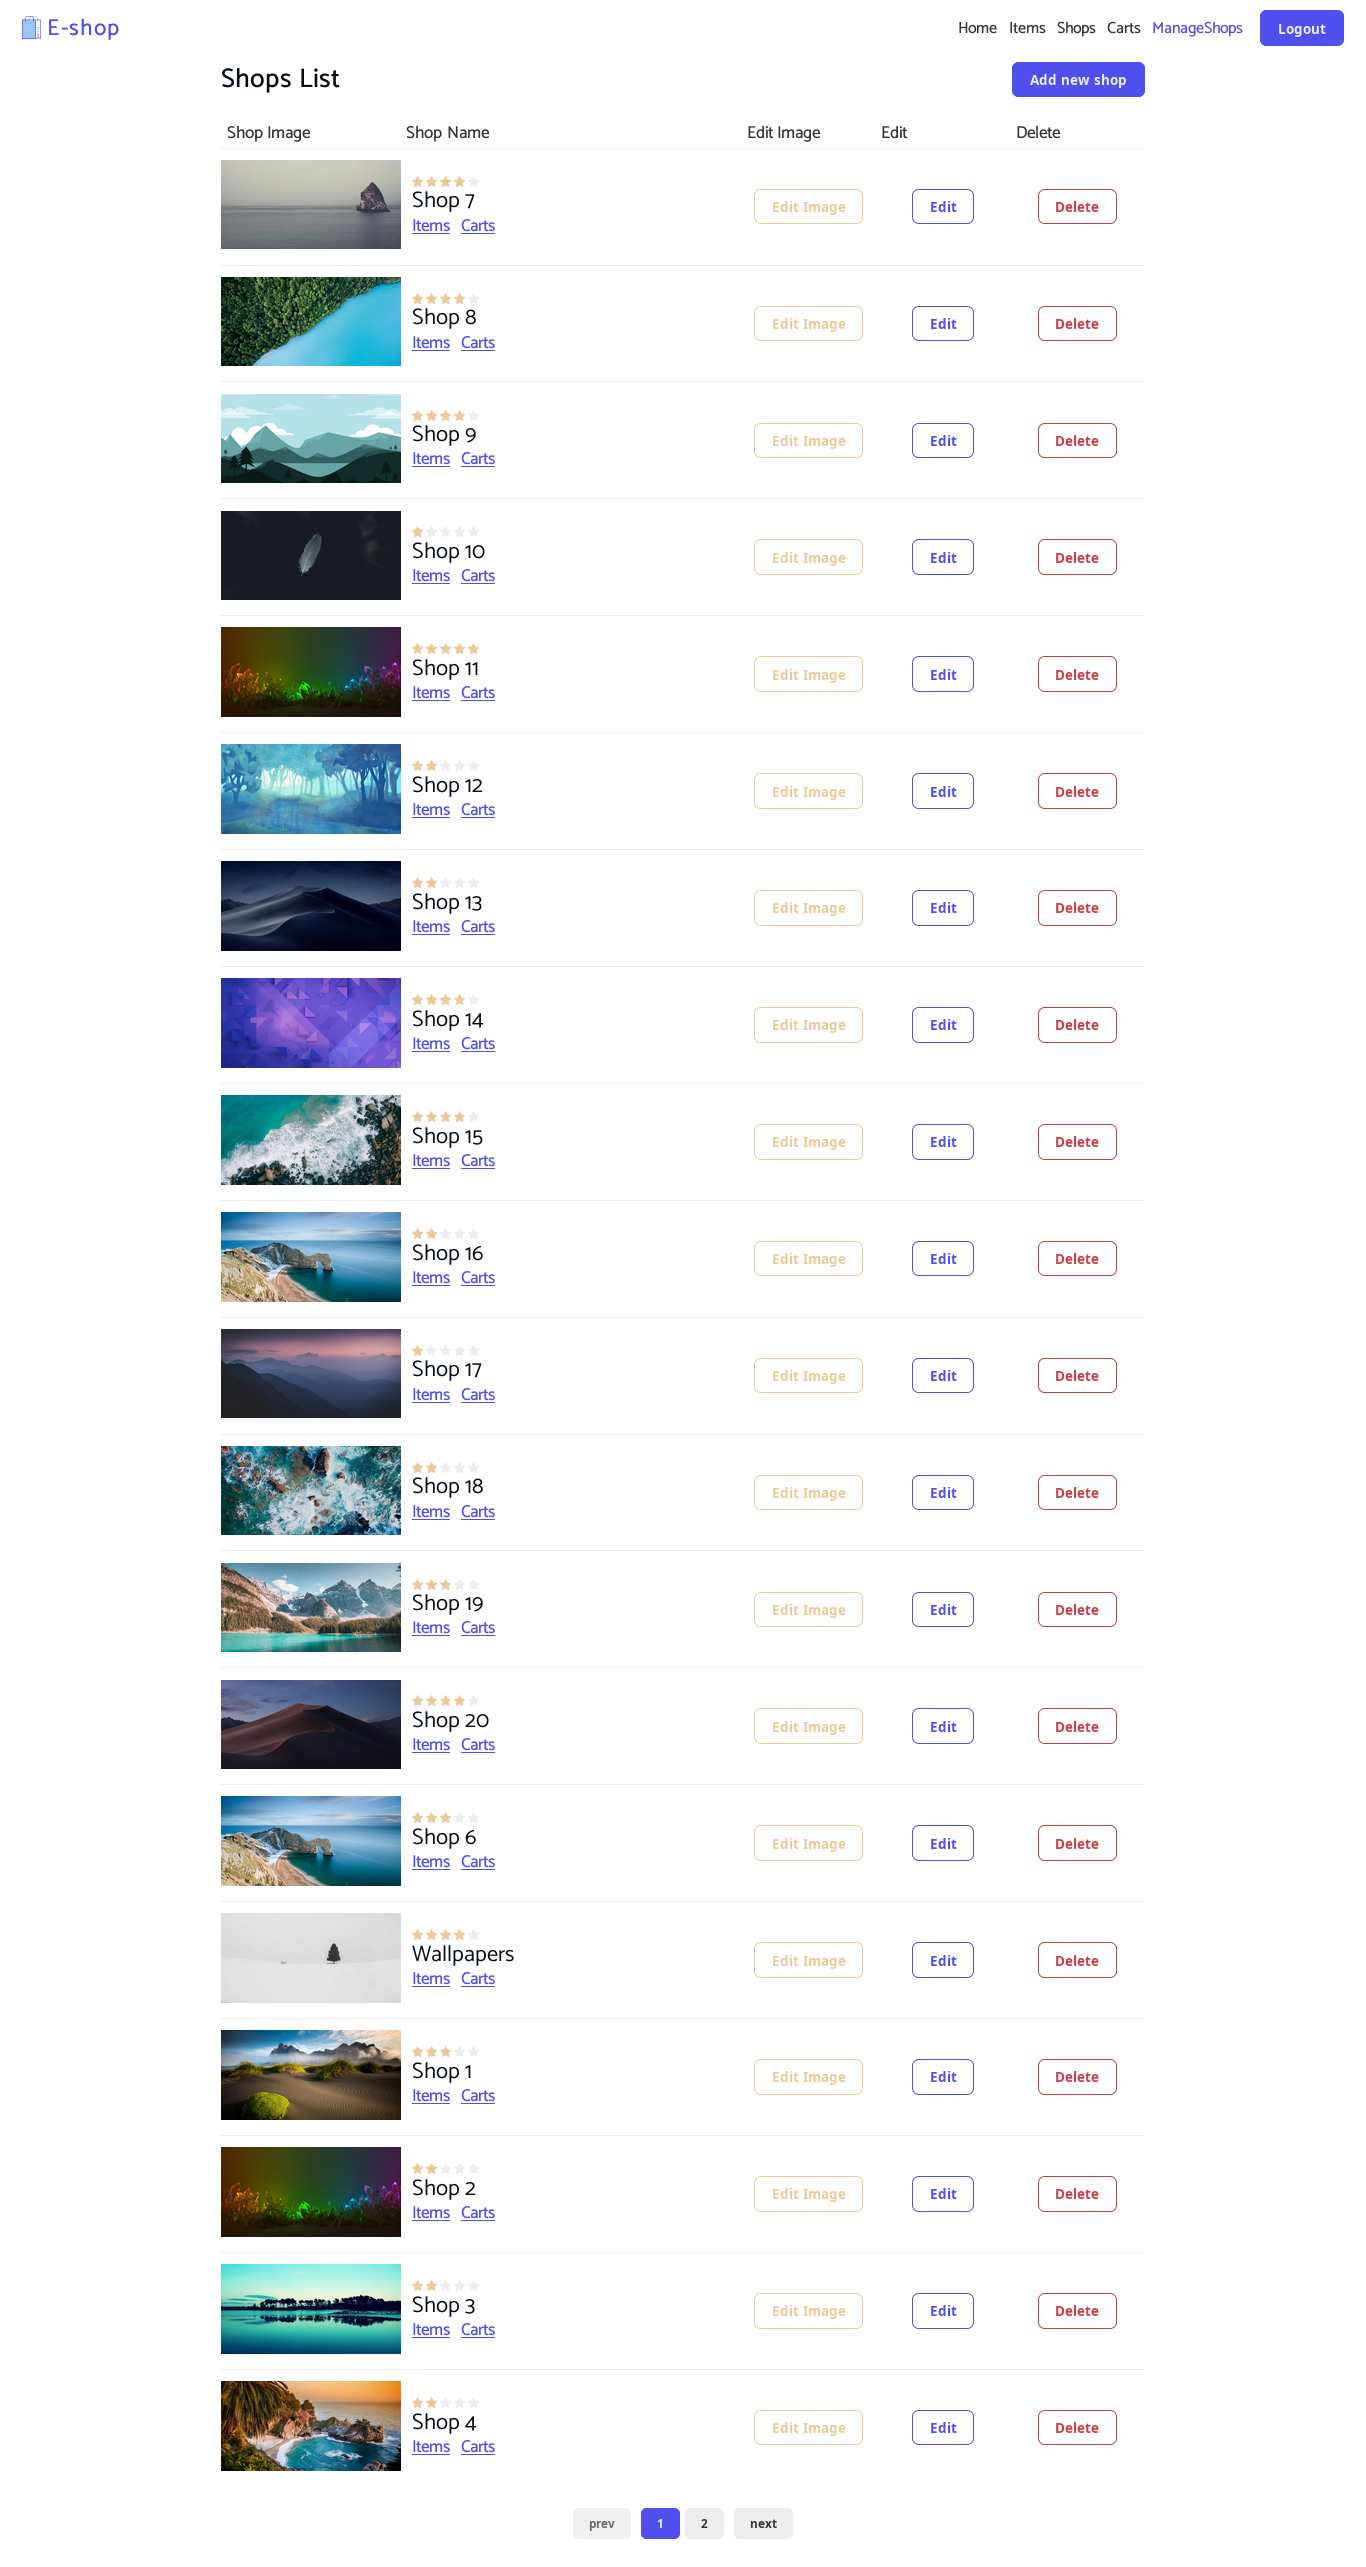 E-shop Home Items Shops Carts ManageShops Logout
Shops List Add new shop
Shop Image Shop Name Edit Image Edit Delete
Shop 7
Items Carts
Edit Image Edit Delete
Shop 8
Items Carts
Edit Image Edit Delete
Shop 9
Items Carts
Edit Image Edit Delete
Shop 10
Items Carts
Edit Image Edit Delete
Shop 11
Items Carts
Edit Image Edit Delete
Shop 12
Items Carts
Edit Image Edit Delete
Shop 13
Items Carts
Edit Image Edit Delete
Shop 14
Items Carts
Edit Image Edit Delete
Shop 15
Items Carts
Edit Image Edit Delete
Shop 16
Items Carts
Edit Image Edit Delete
Shop 17
Items Carts
Edit Image Edit Delete
Shop 18
Items Carts
Edit Image Edit Delete
Shop 19
Items Carts
Edit Image Edit Delete
Shop 20
Items Carts
Edit Image Edit Delete
Shop 6
Items Carts
Edit Image Edit Delete
Wallpapers
Items Carts
Edit Image Edit Delete
Shop 1
Items Carts
Edit Image Edit Delete
Shop 2
Items Carts
Edit Image Edit Delete
Shop 3
Items Carts
Edit Image Edit Delete
Shop 4
Items Carts
Edit Image Edit Delete
prev 1 2 next